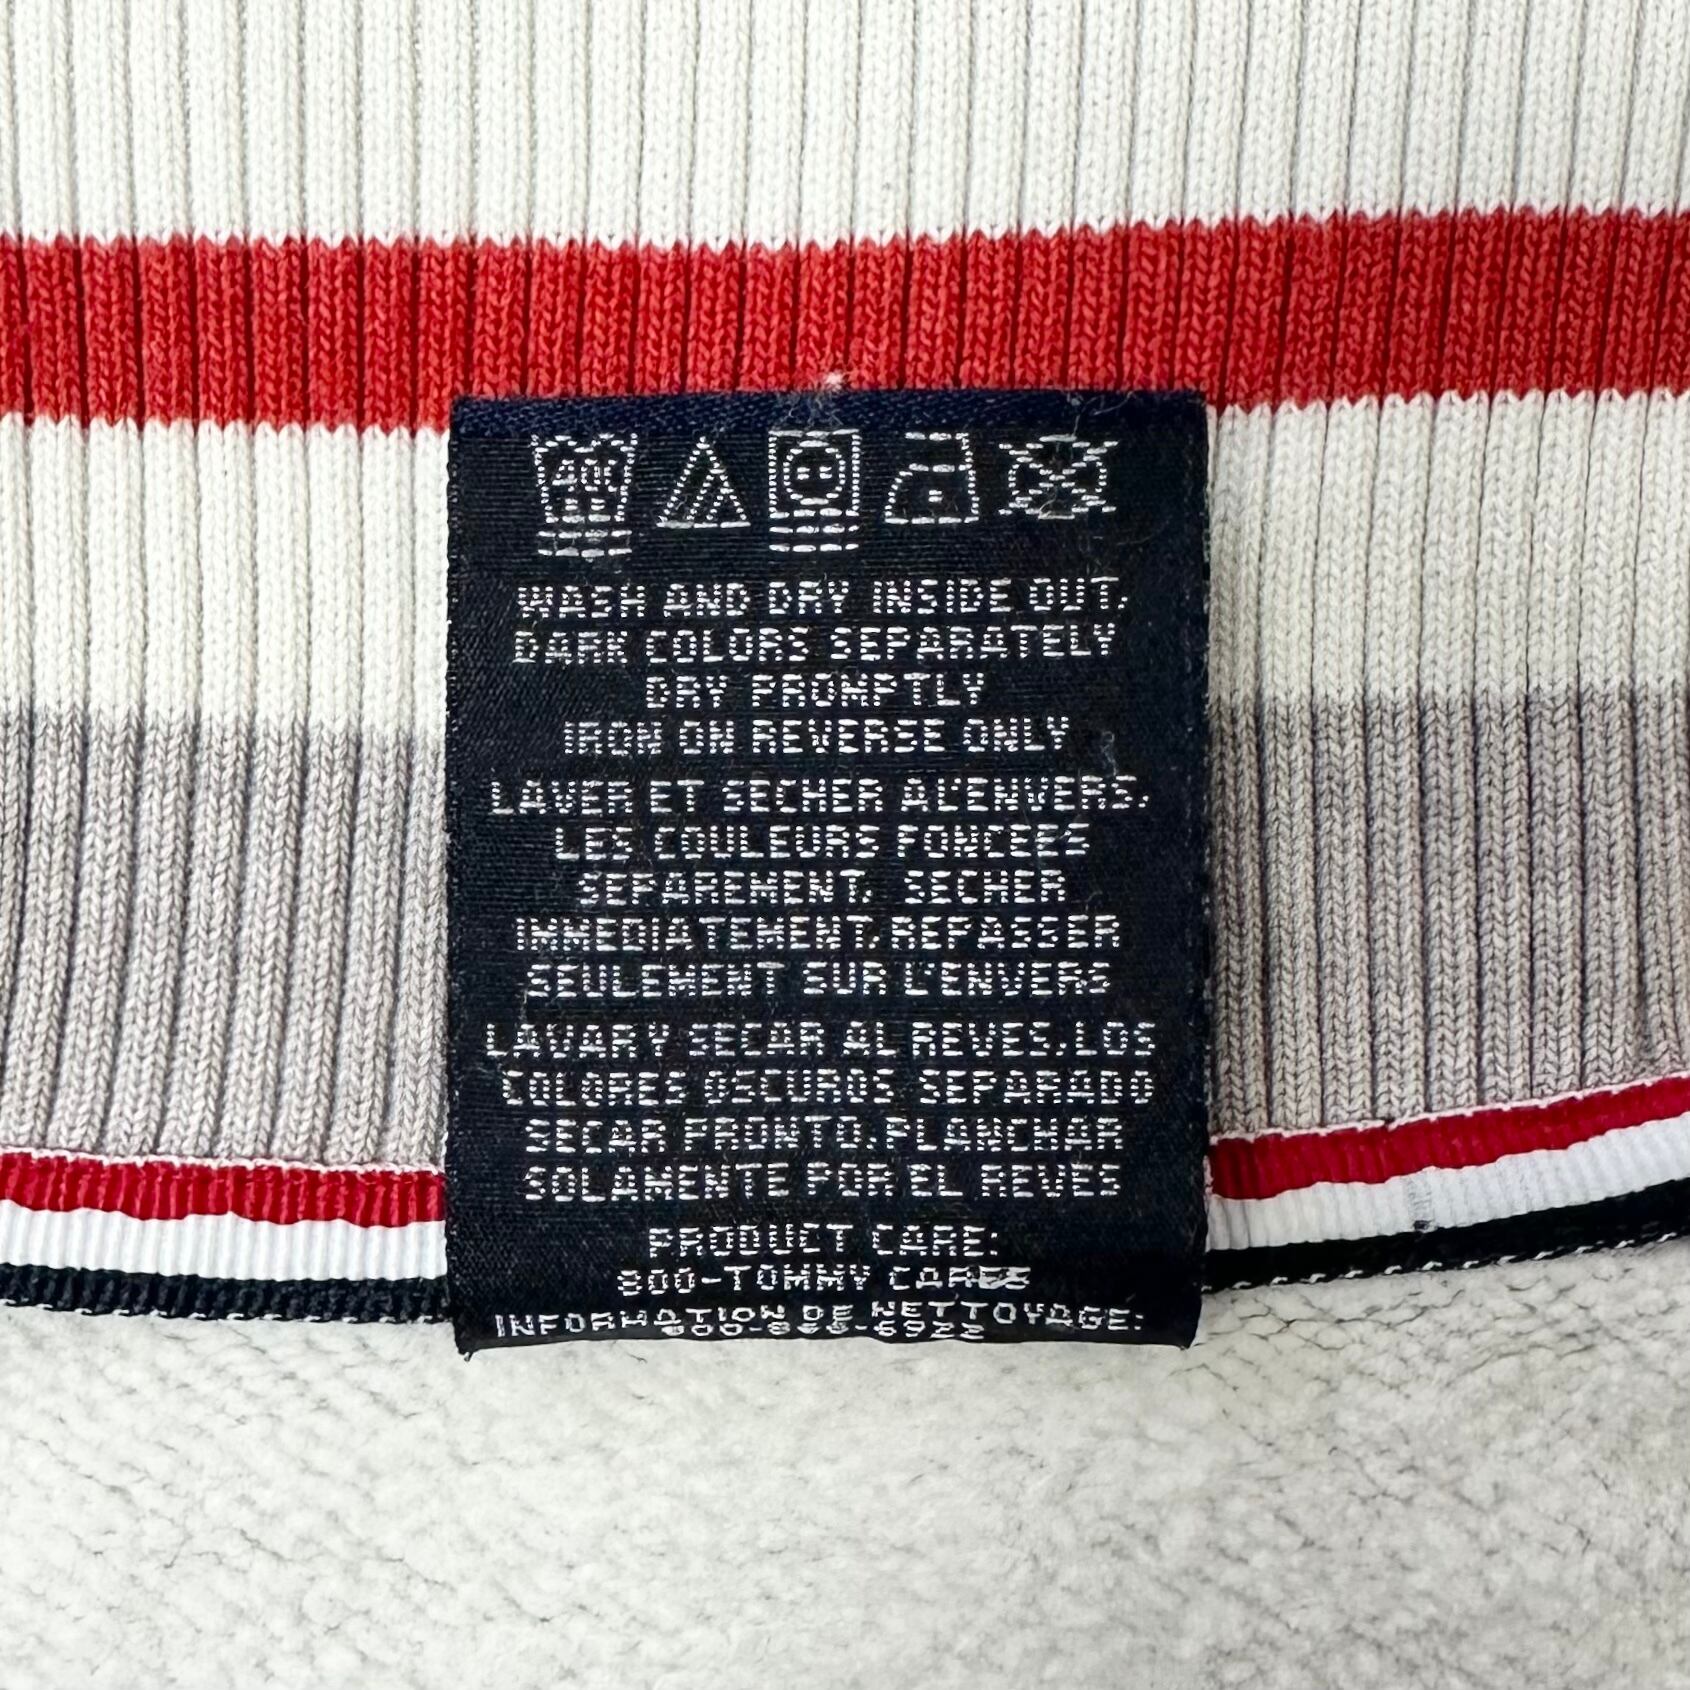 40C
WASH AND DRY INSIDE OUT,
DARK COLORS SEPARATELY
DRY PROMPTLY
IRON ON REVERSE ONLY
LAVER ET SECHER A L'ENVERS,
LES COULEURS FONCEES
SEPAREMENT, SECHER
IMMEDIATEMENT, REPASSER
SEULEMENT SUR L'ENVERS
LAVAR Y SECAR AL REVES, LOS
COLORES OSCUROS SEPARADO
SECAR PRONTO, PLANCHAR
SOLAMENTE POR EL REVES
PRODUCT CARE:
800-TOMMY CARES
INFORMATION DE NETTOYAGE: